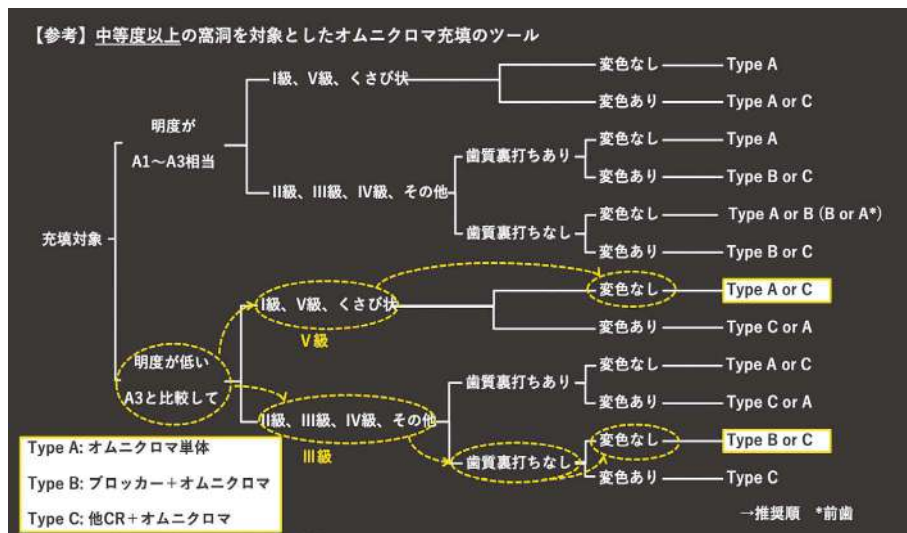 【参考】中等度以上の窩洞を対象としたオムニクロマ充填のツール
充填対象
明度が
A1〜A3相当
I級、V級、くさび状
変色なし
Type A
変色あり
Type A or C
II級、III級、IV級、その他
歯質裏打ちあり
変色なし
Type A
変色あり
Type B or C
歯質裏打ちなし
変色なし
Type A or B (B or A*)
変色あり
Type B or C
明度が低い
A3と比較して
I級、V級、くさび状
V級
変色なし
Type A or C
変色あり
Type C or A
II級、III級、IV級、その他
III級
歯質裏打ちあり
変色なし
Type A or C
変色あり
Type C or A
歯質裏打ちなし
変色なし
Type B or C
変色あり
Type C
Type A: オムニクロマ単体
Type B: ブロッカー＋オムニクロマ
Type C: 他CR＋オムニクロマ
→推奨順　*前歯